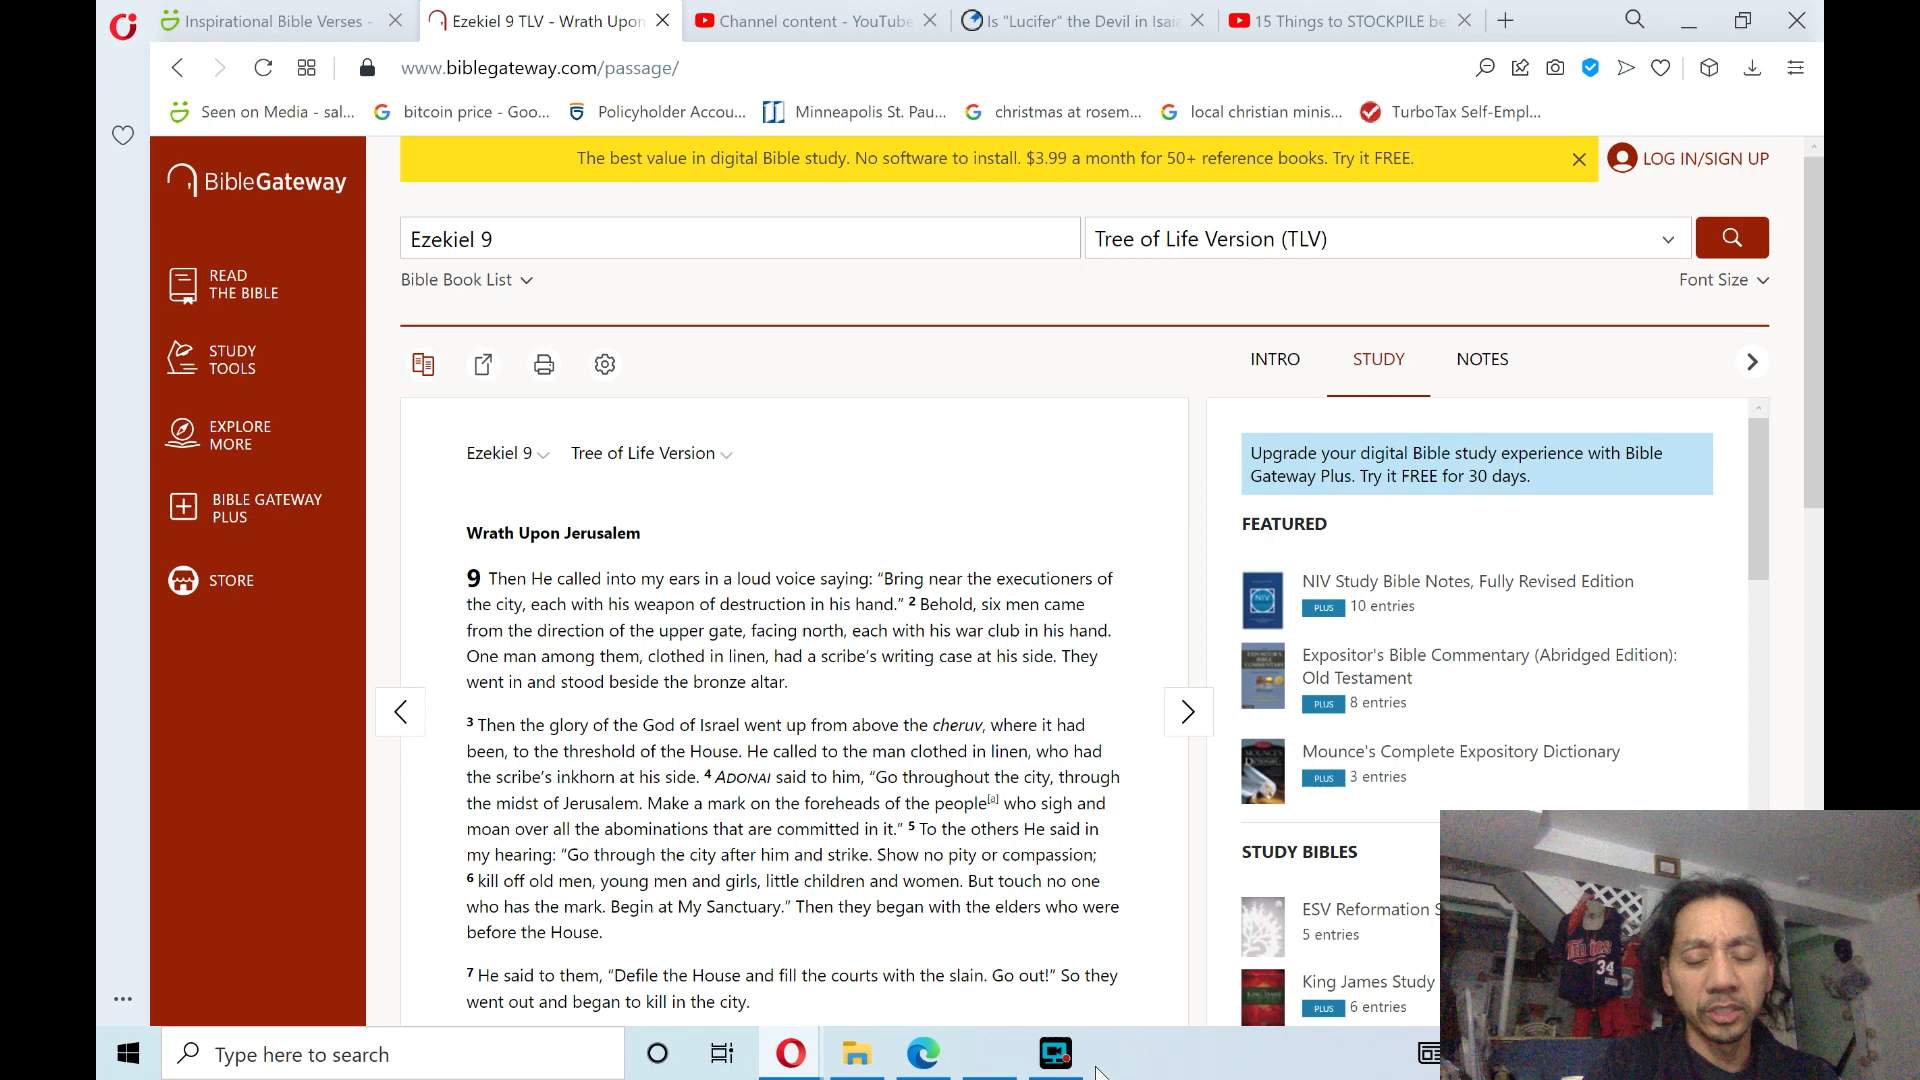 Inspirational Bible Verses -
Ezekiel 9 TLV - Wrath Upon
Channel content - YouTube
Is "Lucifer" the Devil in Isaia
15 Things to STOCKPILE be
www.biblegateway.com/passage/
Seen on Media - sal...
bitcoin price - Goo...
Policyholder Accou...
Minneapolis St. Pau...
christmas at rosem...
local christian minis...
TurboTax Self-Empl...
BibleGateway
The best value in digital Bible study. No software to install. $3.99 a month for 50+ reference books. Try it FREE.
LOG IN/SIGN UP
Ezekiel 9
Tree of Life Version (TLV)
Bible Book List
Font Size
READ
THE BIBLE
STUDY
TOOLS
EXPLORE
MORE
BIBLE GATEWAY
PLUS
STORE
INTRO
STUDY
NOTES
Ezekiel 9
Tree of Life Version
Wrath Upon Jerusalem
9 Then He called into my ears in a loud voice saying: “Bring near the executioners of
the city, each with his weapon of destruction in his hand.” 2 Behold, six men came
from the direction of the upper gate, facing north, each with his war club in his hand.
One man among them, clothed in linen, had a scribe’s writing case at his side. They
went in and stood beside the bronze altar.
3 Then the glory of the God of Israel went up from above the cheruv, where it had
been, to the threshold of the House. He called to the man clothed in linen, who had
the scribe’s inkhorn at his side. 4 ADONAI said to him, “Go throughout the city, through
the midst of Jerusalem. Make a mark on the foreheads of the people[a] who sigh and
moan over all the abominations that are committed in it.” 5 To the others He said in
my hearing: “Go through the city after him and strike. Show no pity or compassion;
6 kill off old men, young men and girls, little children and women. But touch no one
who has the mark. Begin at My Sanctuary.” Then they began with the elders who were
before the House.
7 He said to them, “Defile the House and fill the courts with the slain. Go out!” So they
went out and began to kill in the city.
Upgrade your digital Bible study experience with Bible
Gateway Plus. Try it FREE for 30 days.
FEATURED
NIV
NIV Study Bible Notes, Fully Revised Edition
PLUS 10 entries
Expositor's Bible Commentary (Abridged Edition):
Old Testament
PLUS 8 entries
Mounce's Complete Expository Dictionary
PLUS 3 entries
STUDY BIBLES
ESV Reformation S
5 entries
King James Study
PLUS 6 entries
Twins
34
Type here to search